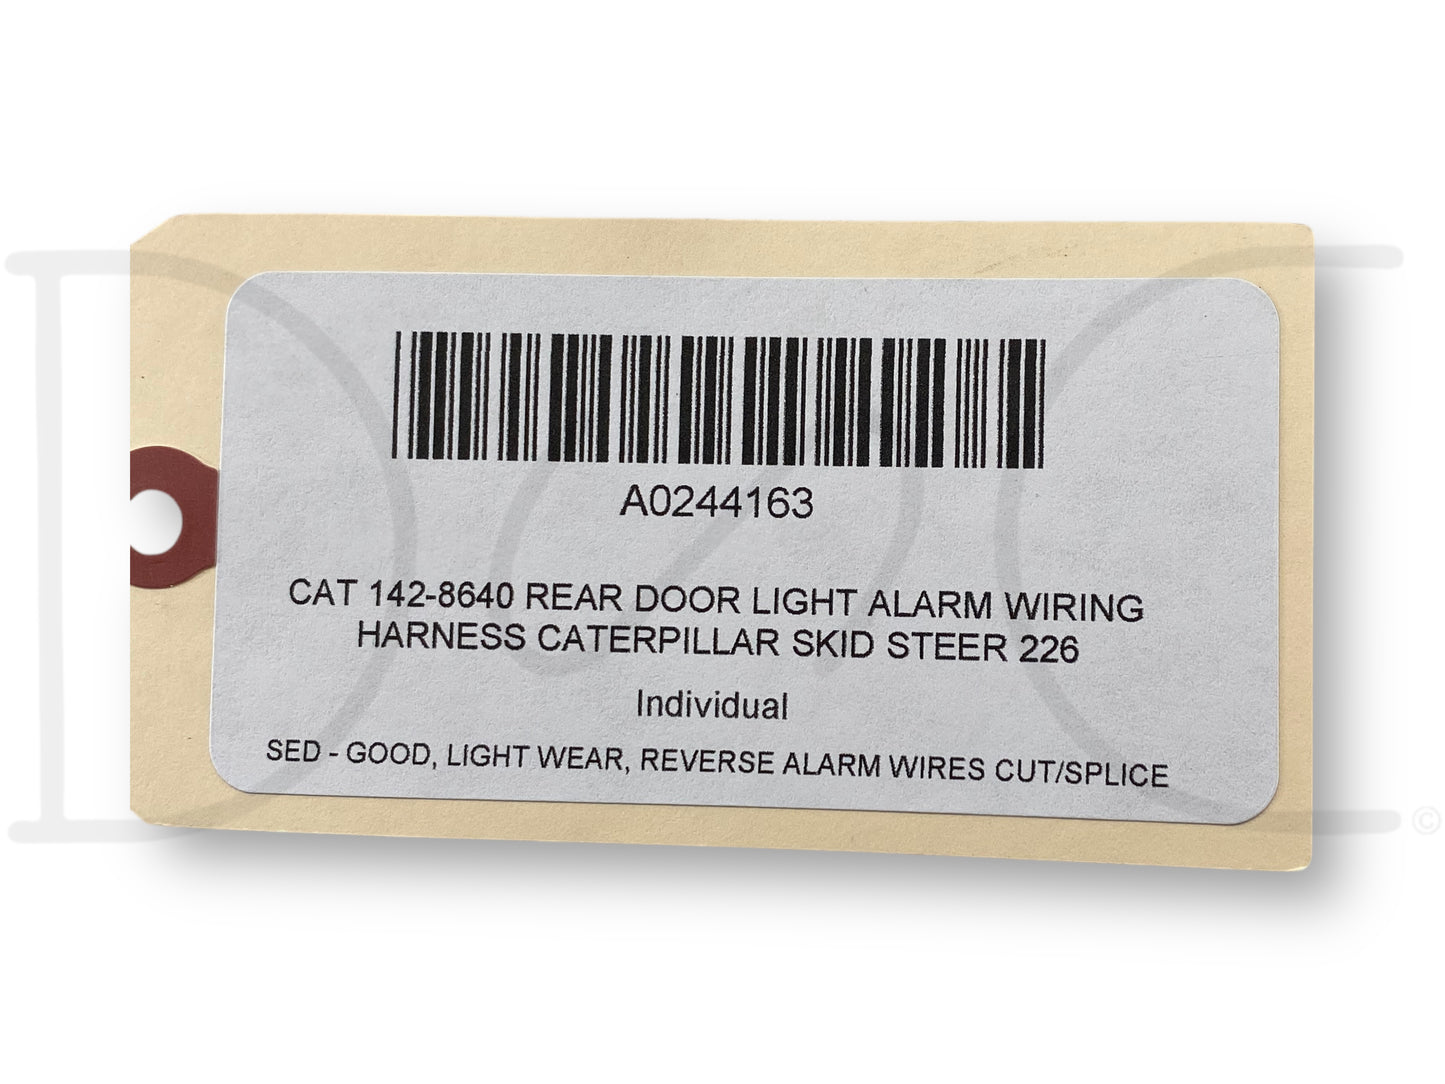 A0244163
CAT 142-8640 REAR DOOR LIGHT ALARM WIRING
HARNESS CATERPILLAR SKID STEER 226
Individual
SED - GOOD, LIGHT WEAR, REVERSE ALARM WIRES CUT/SPLICE
©